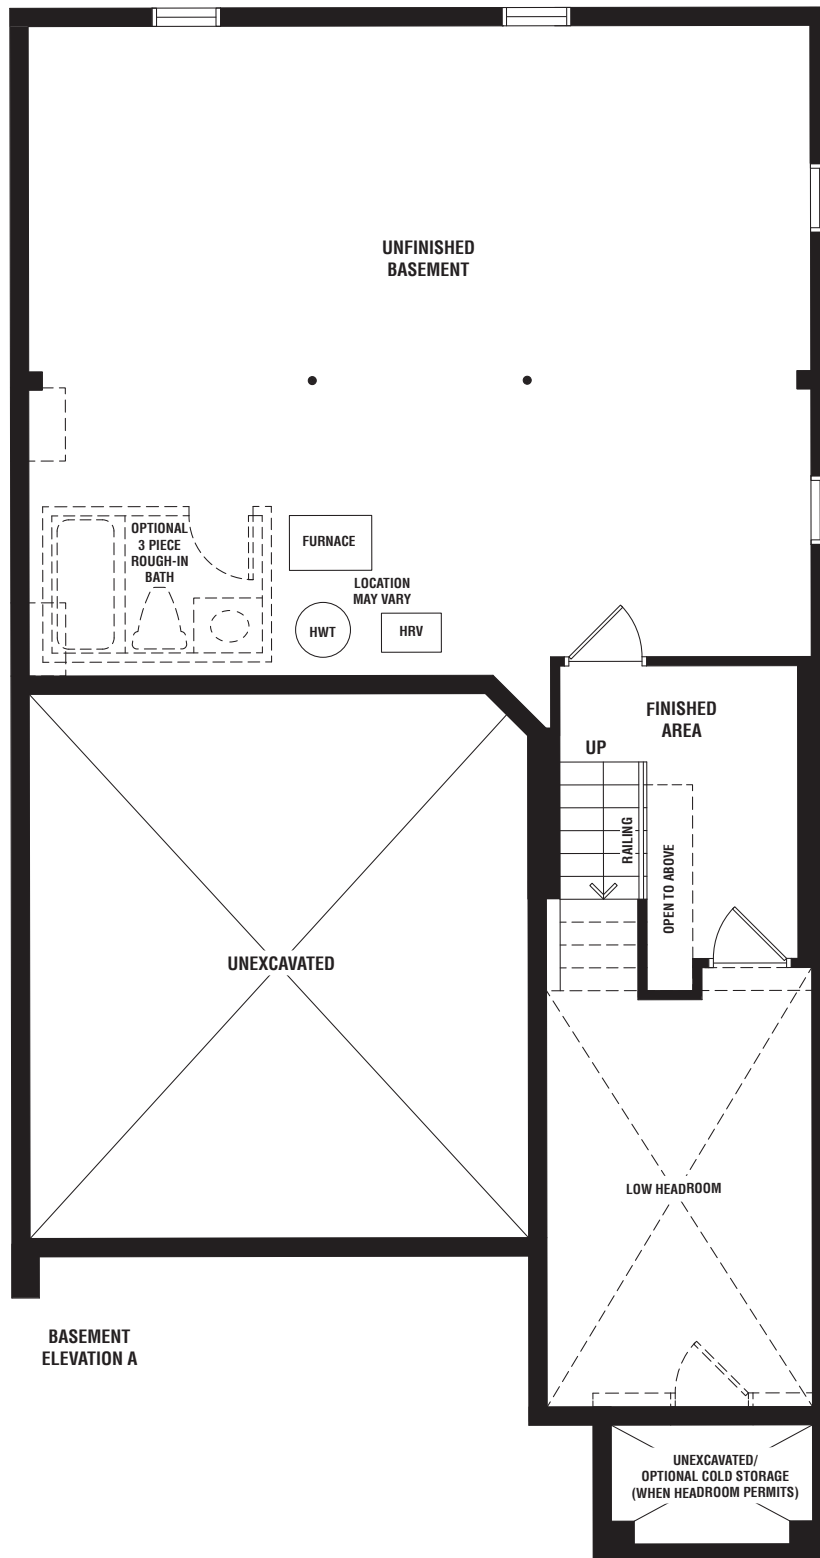 UNFINISHED
BASEMENT
OPTIONAL
3 PIECE
ROUGH-IN
BATH
FURNACE
LOCATION
MAY VARY
HWT
HRV
FINISHED
AREA
UP
RAILING
OPEN TO ABOVE
UNEXCAVATED
LOW HEADROOM
BASEMENT
ELEVATION A
UNEXCAVATED/
OPTIONAL COLD STORAGE
(WHEN HEADROOM PERMITS)